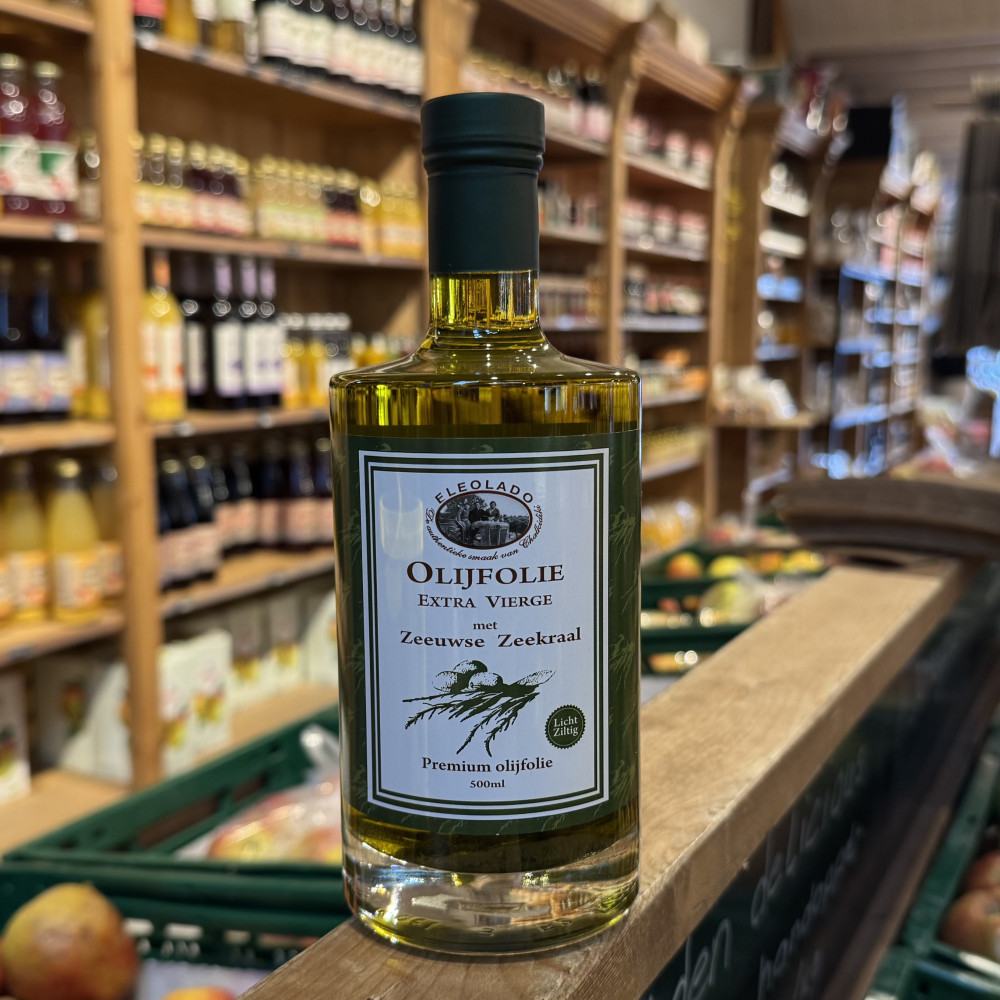 ELEOLADO
De authentieke smaak van Chalkidiki
OLIJFOLIE
EXTRA VIERGE
met
Zeeuwse Zeekraal
Licht
Ziltig
Premium olijfolie
500ml